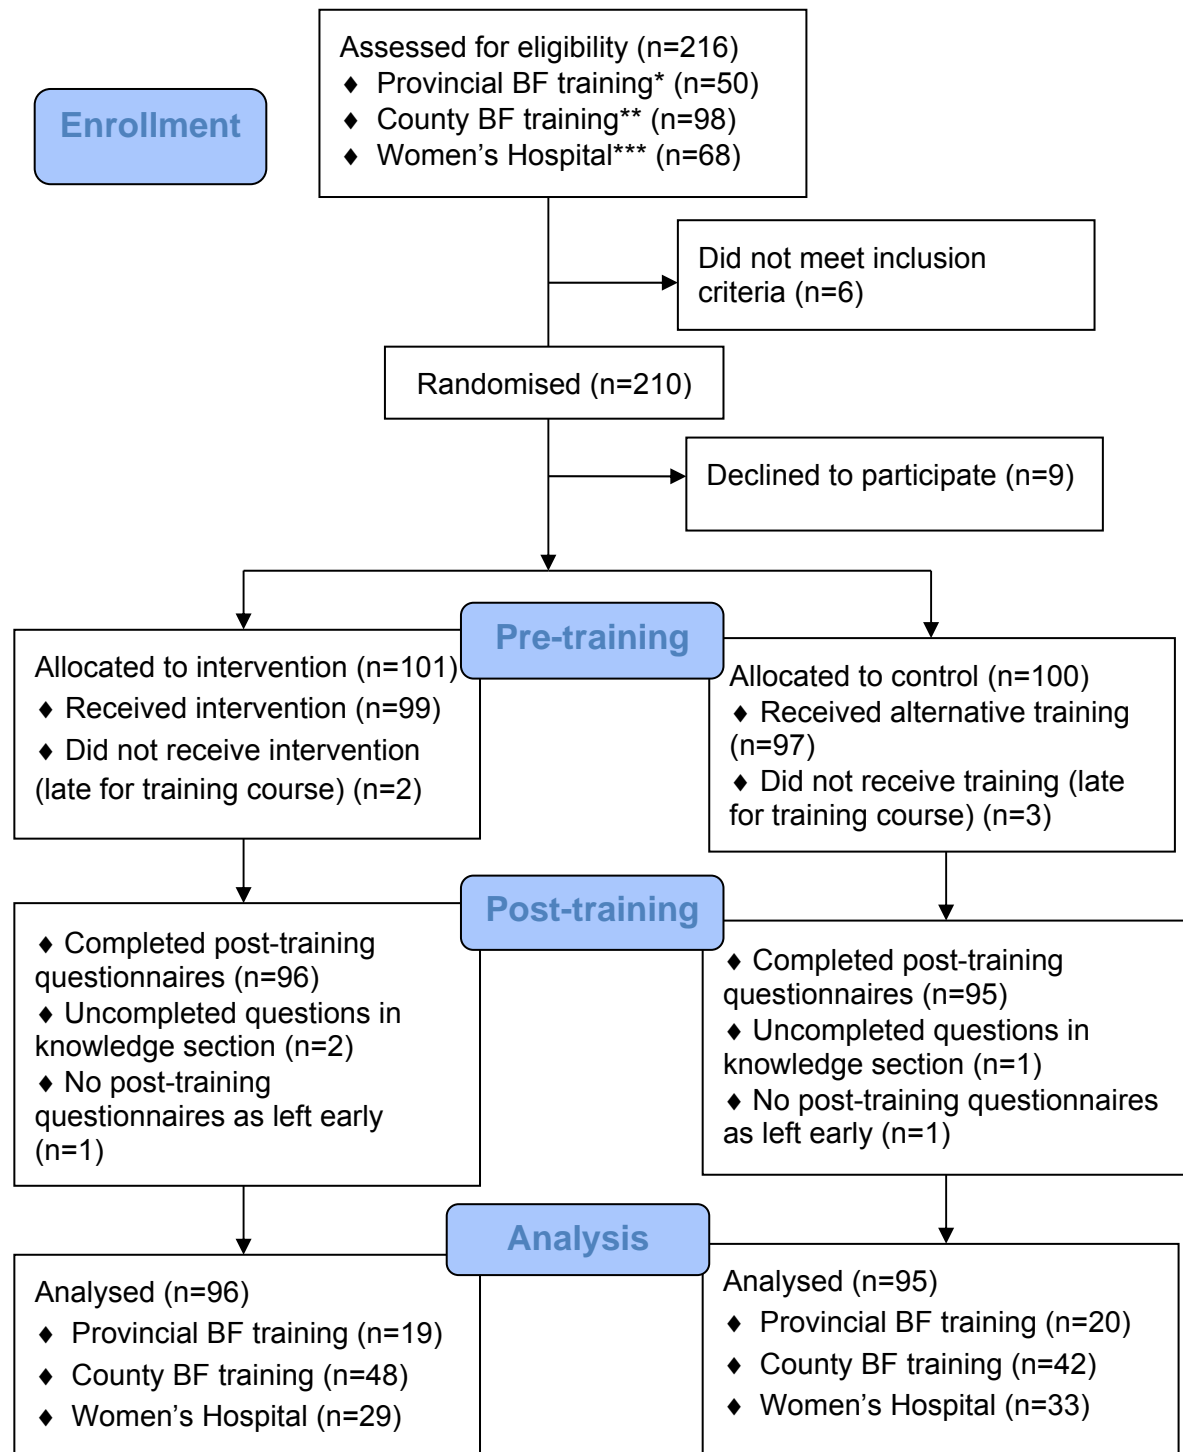 Assessed for eligibility (n=216)
♦ Provincial BF training* (n=50)
♦ County BF training** (n=98)
♦ Women's Hospital*** (n=68)
Enrollment
Did not meet inclusion
criteria (n=6)
Randomised (n=210)
Declined to participate (n=9)
Pre-training
Allocated to intervention (n=101)
♦ Received intervention (n=99)
♦ Did not receive intervention
(late for training course) (n=2)
Allocated to control (n=100)
♦ Received alternative training
(n=97)
♦ Did not receive training (late
for training course) (n=3)
Post-training
♦ Completed post-training
questionnaires (n=96)
♦ Uncompleted questions in
knowledge section (n=2)
♦ No post-training
questionnaires as left early
(n=1)
♦ Completed post-training
questionnaires (n=95)
♦ Uncompleted questions in
knowledge section (n=1)
♦ No post-training questionnaires
as left early (n=1)
Analysis
Analysed (n=96)
♦ Provincial BF training (n=19)
♦ County BF training (n=48)
♦ Women's Hospital (n=29)
Analysed (n=95)
♦ Provincial BF training (n=20)
♦ County BF training (n=42)
♦ Women's Hospital (n=33)